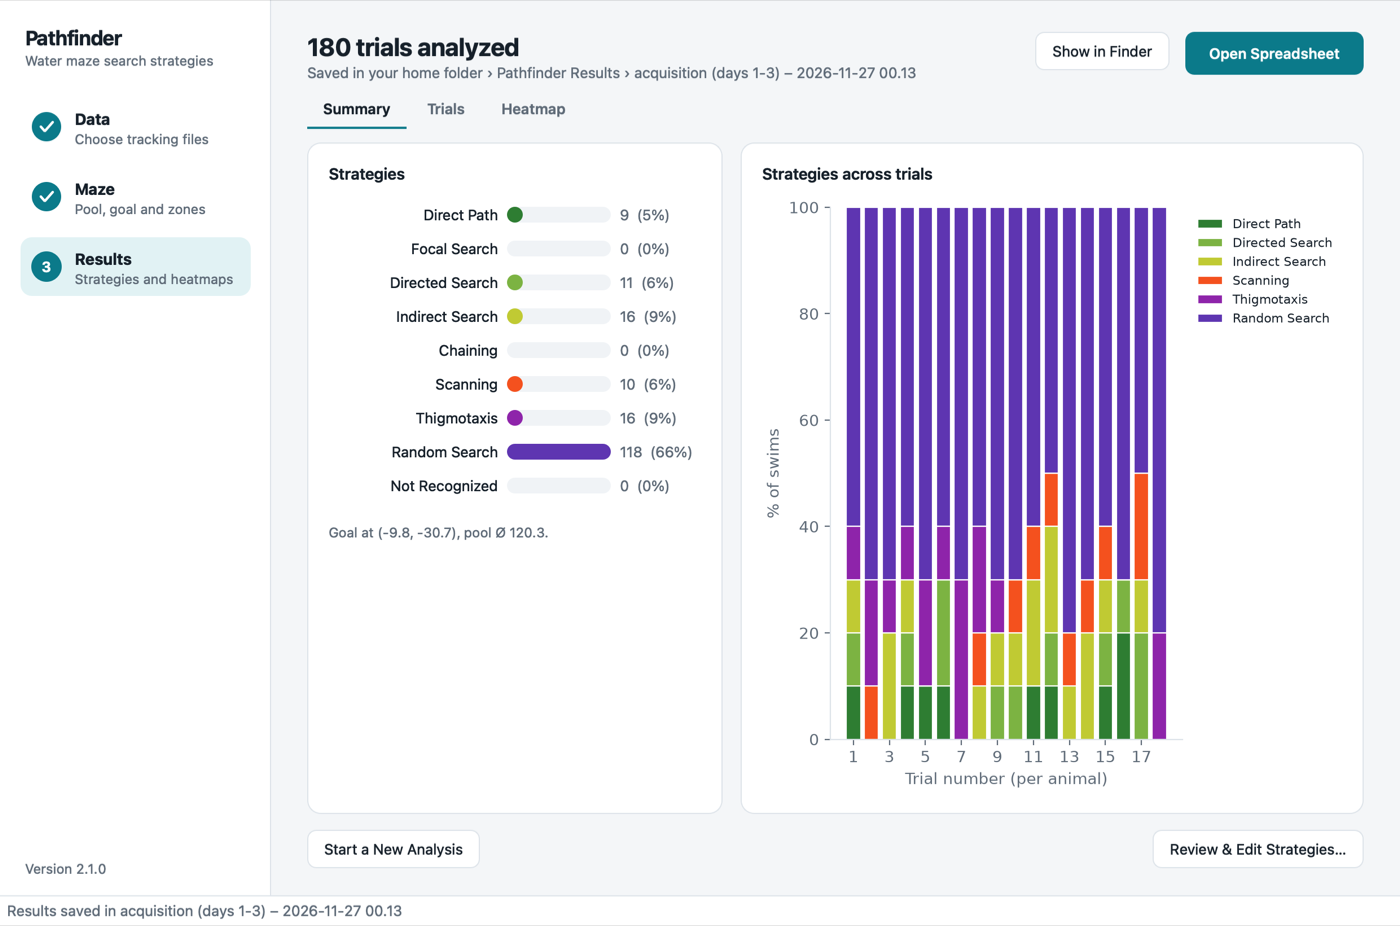 Pathfinder
Water maze search strategies
Data
Choose tracking files
Maze
Pool, goal and zones
3
Results
Strategies and heatmaps
Version 2.1.0
180 trials analyzed
Saved in your home folder › Pathfinder Results › acquisition (days 1-3) – 2026-11-27 00.13
Show in Finder
Open Spreadsheet
Summary Trials Heatmap
Strategies
Direct Path 9 (5%)
Focal Search 0 (0%)
Directed Search 11 (6%)
Indirect Search 16 (9%)
Chaining 0 (0%)
Scanning 10 (6%)
Thigmotaxis 16 (9%)
Random Search 118 (66%)
Not Recognized 0 (0%)
Goal at (-9.8, -30.7), pool Ø 120.3.
Strategies across trials
100
80
60
40
20
0
% of swims
1 3 5 7 9 11 13 15 17
Trial number (per animal)
Direct Path
Directed Search
Indirect Search
Scanning
Thigmotaxis
Random Search
Start a New Analysis
Review & Edit Strategies...
Results saved in acquisition (days 1-3) – 2026-11-27 00.13